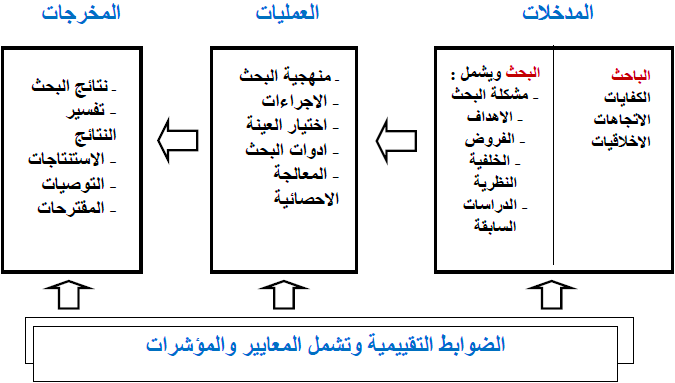 المدخلات
العمليات
المخرجات
الباحث
الكفايات
الاتجاهات
الاخلاقيات
البحث ويشمل :
- مشكلة البحث
- الاهداف
- الفروض
- الخلفية
النظرية
- الدراسات
السابقة
- منهجية البحث
- الاجراءات
- اختيار العينة
- ادوات البحث
- المعالجة
الاحصائية
- نتائج البحث
- تفسير
النتائج
- الاستنتاجات
- التوصيات
- المقترحات
الضوابط التقييمية وتشمل المعايير والمؤشرات